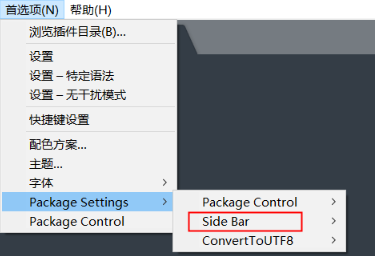 首选项(N) 帮助(H)
浏览插件目录(B)...
设置
设置 – 特定语法
设置 – 无干扰模式
快捷键设置
配色方案...
主题...
字体
Package Settings
Package Control
Package Control
Side Bar
ConvertToUTF8